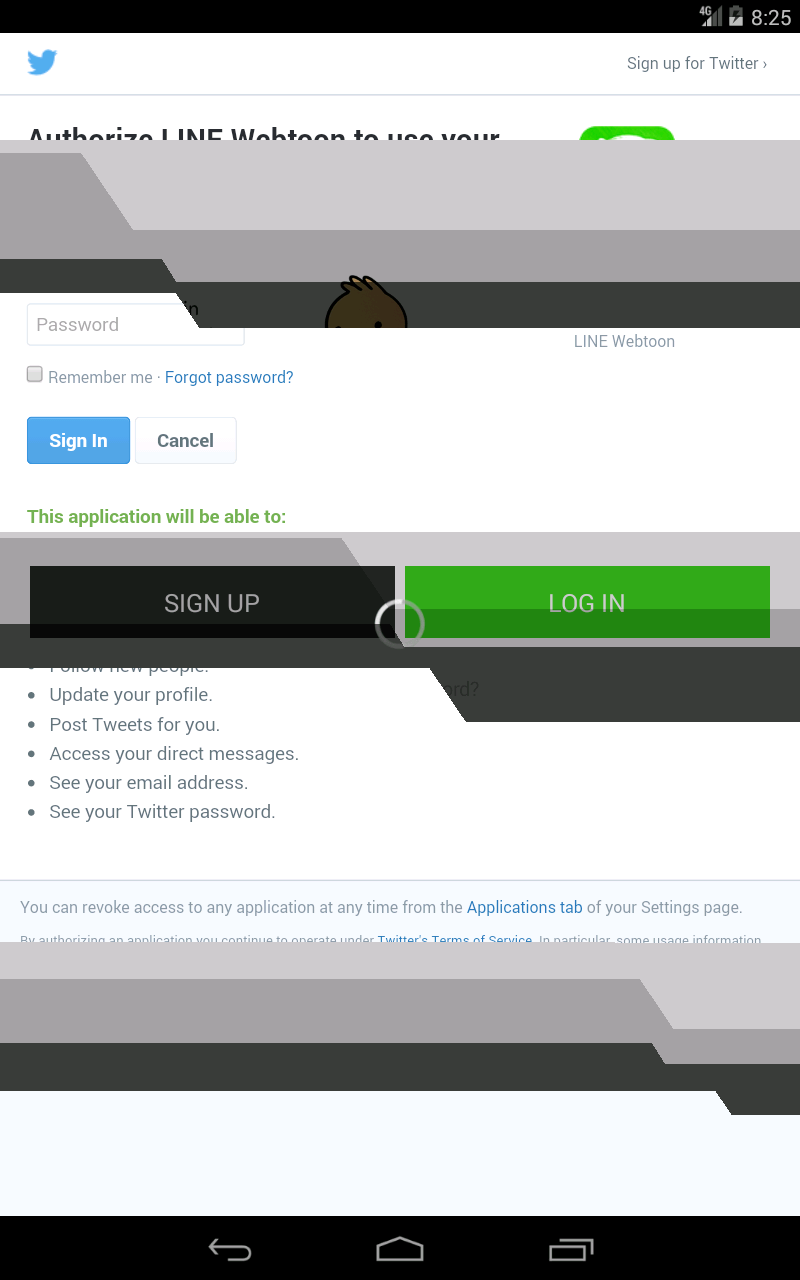 4G 8:25
Sign up for Twitter ›
Authorize LINE Webtoon to use your
Password
LINE Webtoon
Remember me · Forgot password?
Sign In Cancel
This application will be able to:
SIGN UP LOG IN
Follow new people.
Update your profile.
Post Tweets for you.
Access your direct messages.
See your email address.
See your Twitter password.
You can revoke access to any application at any time from the Applications tab of your Settings page.
By authorizing an application you continue to operate under Twitter's Terms of Service. In particular, some usage information